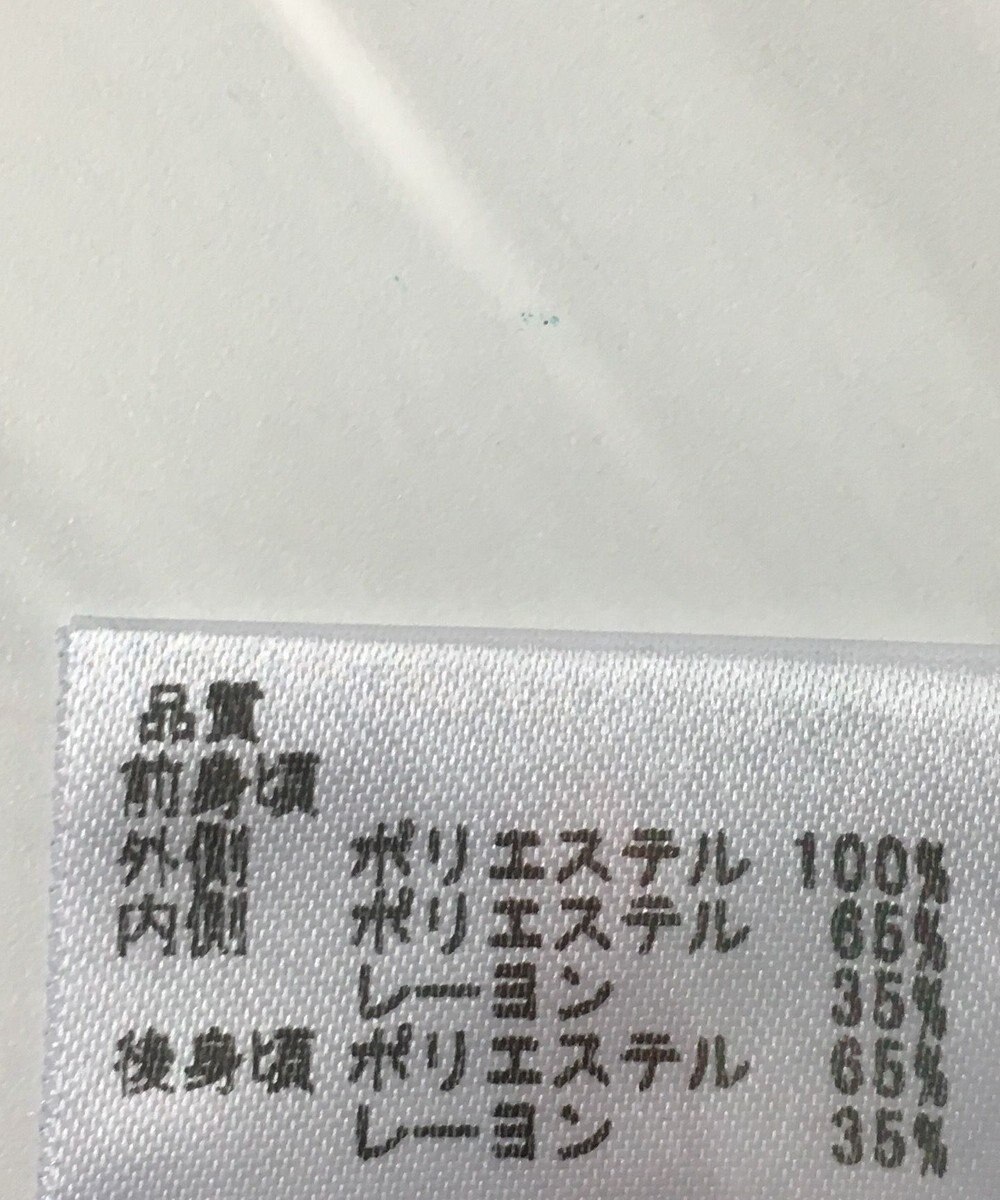 品質
前身頃
外側 ポリエステル 100%
内側 ポリエステル 65%
レーヨン 35%
後身頃 ポリエステル 65%
レーヨン 35%